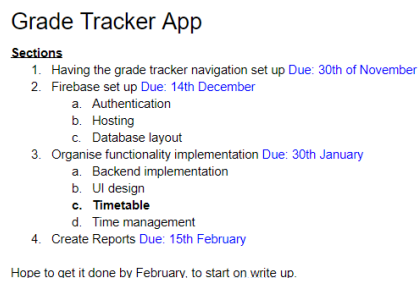 Grade Tracker App
Sections
1. Having the grade tracker navigation set up Due: 30th of November
2. Firebase set up Due: 14th December
a. Authentication
b. Hosting
c. Database layout
3. Organise functionality implementation Due: 30th January
a. Backend implementation
b. UI design
c. Timetable
d. Time management
4. Create Reports Due: 15th February
Hope to get it done by February, to start on write up.